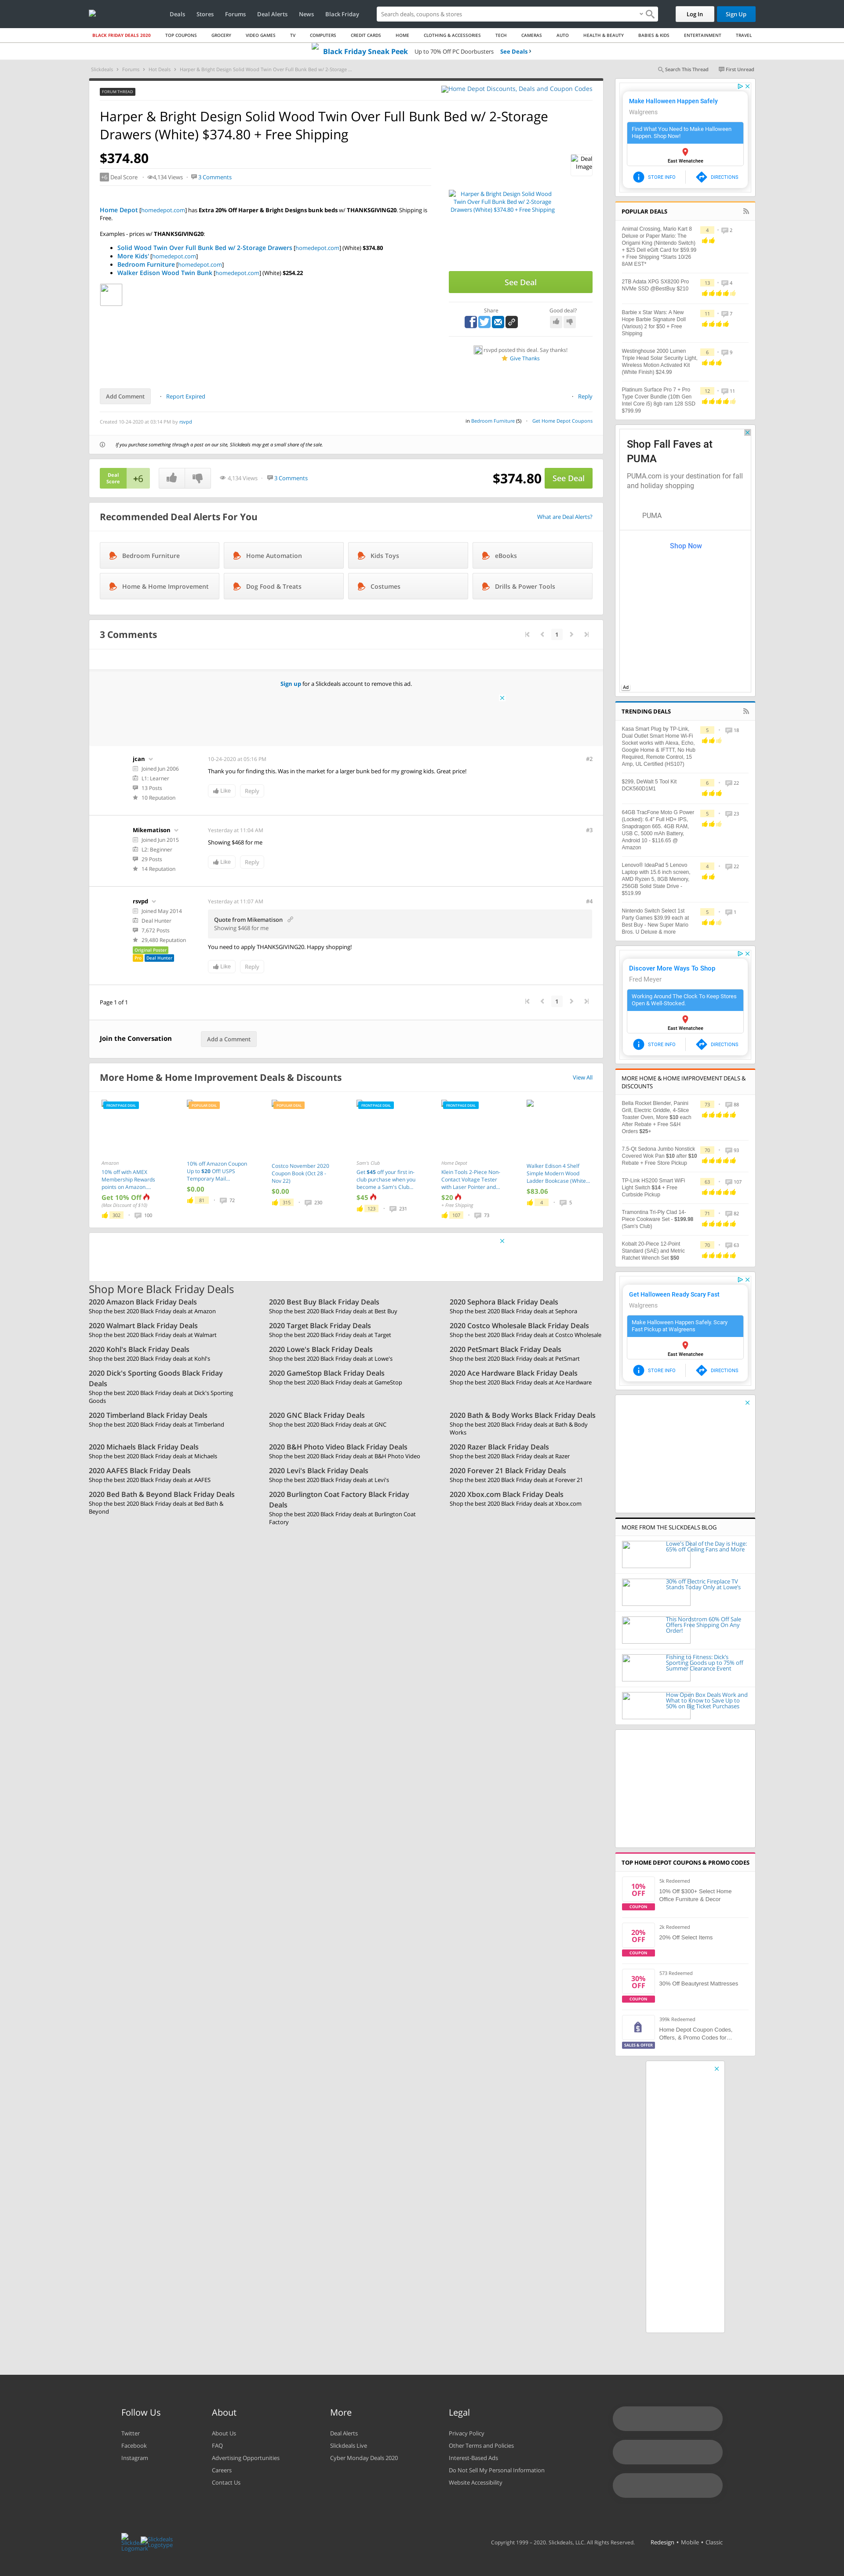 Deals Stores Forums Deal Alerts News Black Friday
Search deals, coupons & stores
Log In
Sign Up
BLACK FRIDAY DEALS 2020 TOP COUPONS GROCERY VIDEO GAMES TV COMPUTERS CREDIT CARDS HOME CLOTHING & ACCESSORIES TECH CAMERAS AUTO HEALTH & BEAUTY BABIES & KIDS ENTERTAINMENT TRAVEL
Black Friday Sneak Peek Up to 70% Off PC Doorbusters See Deals
Slickdeals Forums Hot Deals Harper & Bright Design Solid Wood Twin Over Full Bunk Bed w/ 2-Storage ...
Search This Thread First Unread
FORUM THREAD
Home Depot Discounts, Deals and Coupon Codes
Harper & Bright Design Solid Wood Twin Over Full Bunk Bed w/ 2-Storage
Drawers (White) $374.80 + Free Shipping
$374.80
Deal
Image
+6 Deal Score 4,134 Views 3 Comments
Harper & Bright Design Solid Wood
Twin Over Full Bunk Bed w/ 2-Storage
Drawers (White) $374.80 + Free Shipping
Home Depot [homedepot.com] has Extra 20% Off Harper & Bright Designs bunk beds w/ THANKSGIVING20. Shipping is
Free.
Examples - prices w/ THANKSGIVING20:
Solid Wood Twin Over Full Bunk Bed w/ 2-Storage Drawers [homedepot.com] (White) $374.80
More Kids' [homedepot.com]
Bedroom Furniture [homedepot.com]
Walker Edison Wood Twin Bunk [homedepot.com] (White) $254.22
See Deal
Share
Good deal?
rsvpd posted this deal. Say thanks!
Give Thanks
Add Comment
Report Expired
Reply
Created 10-24-2020 at 03:14 PM by rsvpd
in Bedroom Furniture (5) Get Home Depot Coupons
If you purchase something through a post on our site, Slickdeals may get a small share of the sale.
Deal
Score
+6
4,134 Views
3 Comments
$374.80
See Deal
Recommended Deal Alerts For You
What are Deal Alerts?
Bedroom Furniture
Home Automation
Kids Toys
eBooks
Home & Home Improvement
Dog Food & Treats
Costumes
Drills & Power Tools
3 Comments
1
Sign up for a Slickdeals account to remove this ad.
jcan
Joined Jun 2006
L1: Learner
13 Posts
10 Reputation
10-24-2020 at 05:16 PM
#2
Thank you for finding this. Was in the market for a larger bunk bed for my growing kids. Great price!
Like
Reply
Mikematison
Joined Jun 2015
L2: Beginner
29 Posts
14 Reputation
Yesterday at 11:04 AM
#3
Showing $468 for me
Like
Reply
rsvpd
Joined May 2014
Deal Hunter
7,672 Posts
29,480 Reputation
Original Poster
Pro Deal Hunter
Yesterday at 11:07 AM
#4
Quote from Mikematison
Showing $468 for me
You need to apply THANKSGIVING20. Happy shopping!
Like
Reply
Page 1 of 1
1
Join the Conversation
Add a Comment
More Home & Home Improvement Deals & Discounts
View All
FRONTPAGE DEAL
Amazon
10% off with AMEX
Membership Rewards
points on Amazon....
Get 10% Off
(Max Discount of $10)
302 100
POPULAR DEAL
10% off Amazon Coupon
Up to $20 Off! USPS
Temporary Mail...
$0.00
81 72
POPULAR DEAL
Costco November 2020
Coupon Book (Oct 28 -
Nov 22)
$0.00
315 230
FRONTPAGE DEAL
Sam's Club
Get $45 off your first in-
club purchase when you
become a Sam's Club...
$45
123 231
FRONTPAGE DEAL
Home Depot
Klein Tools 2-Piece Non-
Contact Voltage Tester
with Laser Pointer and...
$20
+ Free Shipping
107 73
Walker Edison 4 Shelf
Simple Modern Wood
Ladder Bookcase (White...
$83.06
4 5
Shop More Black Friday Deals
2020 Amazon Black Friday Deals
Shop the best 2020 Black Friday deals at Amazon
2020 Best Buy Black Friday Deals
Shop the best 2020 Black Friday deals at Best Buy
2020 Sephora Black Friday Deals
Shop the best 2020 Black Friday deals at Sephora
2020 Walmart Black Friday Deals
Shop the best 2020 Black Friday deals at Walmart
2020 Target Black Friday Deals
Shop the best 2020 Black Friday deals at Target
2020 Costco Wholesale Black Friday Deals
Shop the best 2020 Black Friday deals at Costco Wholesale
2020 Kohl's Black Friday Deals
Shop the best 2020 Black Friday deals at Kohl's
2020 Lowe's Black Friday Deals
Shop the best 2020 Black Friday deals at Lowe's
2020 PetSmart Black Friday Deals
Shop the best 2020 Black Friday deals at PetSmart
2020 Dick's Sporting Goods Black Friday
Deals
Shop the best 2020 Black Friday deals at Dick's Sporting
Goods
2020 GameStop Black Friday Deals
Shop the best 2020 Black Friday deals at GameStop
2020 Ace Hardware Black Friday Deals
Shop the best 2020 Black Friday deals at Ace Hardware
2020 Timberland Black Friday Deals
Shop the best 2020 Black Friday deals at Timberland
2020 GNC Black Friday Deals
Shop the best 2020 Black Friday deals at GNC
2020 Bath & Body Works Black Friday Deals
Shop the best 2020 Black Friday deals at Bath & Body
Works
2020 Michaels Black Friday Deals
Shop the best 2020 Black Friday deals at Michaels
2020 B&H Photo Video Black Friday Deals
Shop the best 2020 Black Friday deals at B&H Photo Video
2020 Razer Black Friday Deals
Shop the best 2020 Black Friday deals at Razer
2020 AAFES Black Friday Deals
Shop the best 2020 Black Friday deals at AAFES
2020 Levi's Black Friday Deals
Shop the best 2020 Black Friday deals at Levi's
2020 Forever 21 Black Friday Deals
Shop the best 2020 Black Friday deals at Forever 21
2020 Bed Bath & Beyond Black Friday Deals
Shop the best 2020 Black Friday deals at Bed Bath &
Beyond
2020 Burlington Coat Factory Black Friday
Deals
Shop the best 2020 Black Friday deals at Burlington Coat
Factory
2020 Xbox.com Black Friday Deals
Shop the best 2020 Black Friday deals at Xbox.com
Make Halloween Happen Safely
Walgreens
Find What You Need to Make Halloween
Happen. Shop Now!
East Wenatchee
STORE INFO
DIRECTIONS
POPULAR DEALS
Animal Crossing, Mario Kart 8
Deluxe or Paper Mario: The
Origami King (Nintendo Switch)
+ $25 Dell eGift Card for $59.99
+ Free Shipping *Starts 10/26
8AM EST*
4 2
2TB Adata XPG SX8200 Pro
NVMe SSD @BestBuy $210
13 4
Barbie x Star Wars: A New
Hope Barbie Signature Doll
(Various) 2 for $50 + Free
Shipping
11 7
Westinghouse 2000 Lumen
Triple Head Solar Security Light,
Wireless Motion Activated Kit
(White Finish) $24.99
6 9
Platinum Surface Pro 7 + Pro
Type Cover Bundle (10th Gen
Intel Core i5) 8gb ram 128 SSD
$799.99
12 11
Shop Fall Faves at
PUMA
PUMA.com is your destination for fall
and holiday shopping
PUMA
Shop Now
Ad
TRENDING DEALS
Kasa Smart Plug by TP-Link,
Dual Outlet Smart Home Wi-Fi
Socket works with Alexa, Echo,
Google Home & IFTTT, No Hub
Required, Remote Control, 15
Amp, UL Certified (HS107)
5 18
$299, DeWalt 5 Tool Kit
DCK560D1M1
6 22
64GB TracFone Moto G Power
(Locked): 6.4" Full HD+ IPS,
Snapdragon 665, 4GB RAM,
USB C, 5000 mAh Battery,
Android 10 - $116.65 @
Amazon
5 23
Lenovo® IdeaPad 5 Lenovo
Laptop with 15.6 inch screen,
AMD Ryzen 5, 8GB Memory,
256GB Solid State Drive -
$519.99
4 22
Nintendo Switch Select 1st
Party Games $39.99 each at
Best Buy - New Super Mario
Bros. U Deluxe & more
5 1
Discover More Ways To Shop
Fred Meyer
Working Around The Clock To Keep Stores
Open & Well-Stocked.
East Wenatchee
STORE INFO
DIRECTIONS
MORE HOME & HOME IMPROVEMENT DEALS &
DISCOUNTS
Bella Rocket Blender, Panini
Grill, Electric Griddle, 4-Slice
Toaster Oven, More $10 each
After Rebate + Free S&H
Orders $25+
73 88
7.5-Qt Sedona Jumbo Nonstick
Covered Wok Pan $10 after $10
Rebate + Free Store Pickup
70 93
TP-Link HS200 Smart WiFi
Light Switch $14 + Free
Curbside Pickup
63 107
Tramontina Tri-Ply Clad 14-
Piece Cookware Set - $199.98
(Sam's Club)
71 82
Kobalt 20-Piece 12-Point
Standard (SAE) and Metric
Ratchet Wrench Set $50
70 63
Get Healloween Ready Scary Fast
Walgreens
Make Halloween Happen Safely. Scary
Fast Pickup at Walgreens
East Wenatchee
STORE INFO
DIRECTIONS
MORE FROM THE SLICKDEALS BLOG
Lowe's Deal of the Day is Huge:
65% off Ceiling Fans and More
30% off Electric Fireplace TV
Stands Today Only at Lowe's
This Nordstrom 60% Off Sale
Offers Free Shipping On Any
Order!
Fishing to Fitness: Dick's
Sporting Goods up to 75% off
Summer Clearance Event
How Open Box Deals Work and
What to Know to Save Up to
50% on Big Ticket Purchases
TOP HOME DEPOT COUPONS & PROMO CODES
10%
OFF
COUPON
5k Redeemed
10% Off $300+ Select Home
Office Furniture & Decor
20%
OFF
COUPON
2k Redeemed
20% Off Select Items
30%
OFF
COUPON
573 Redeemed
30% Off Beautyrest Mattresses
SALES & OFFER
399k Redeemed
Home Depot Coupon Codes,
Offers, & Promo Codes for....
Follow Us
Twitter
Facebook
Instagram
About
About Us
FAQ
Advertising Opportunities
Careers
Contact Us
More
Deal Alerts
Slickdeals Live
Cyber Monday Deals 2020
Legal
Privacy Policy
Other Terms and Policies
Interest-Based Ads
Do Not Sell My Personal Information
Website Accessibility
Copyright 1999 - 2020. Slickdeals, LLC. All Rights Reserved.
Redesign • Mobile • Classic